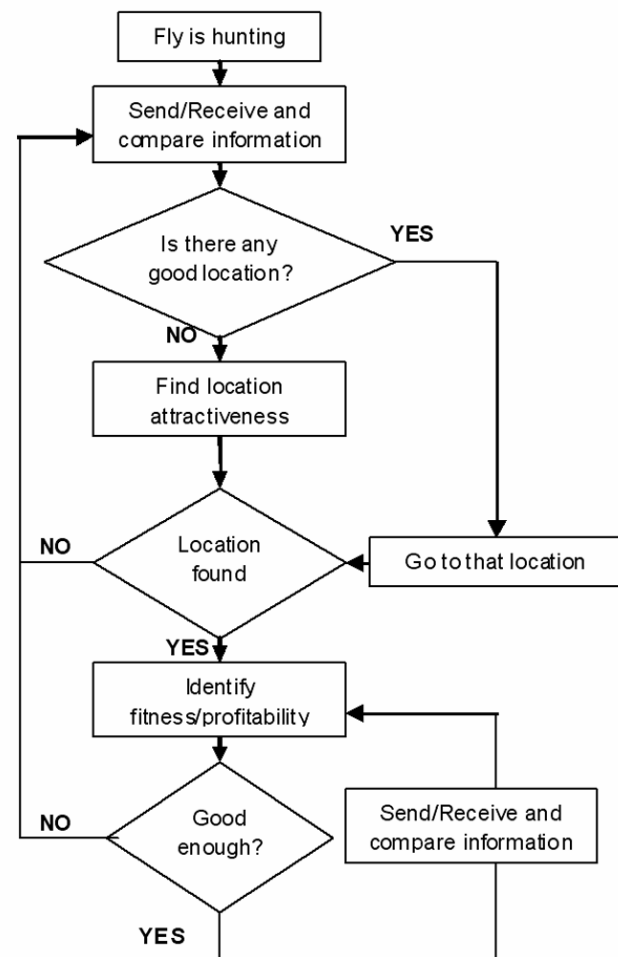 Fly is hunting
Send/Receive and
compare information
Is there any
good location?
YES
NO
Find location
attractiveness
NO
Location
found
Go to that location
YES
Identify
fitness/profitability
NO
Good
enough?
Send/Receive and
compare information
YES